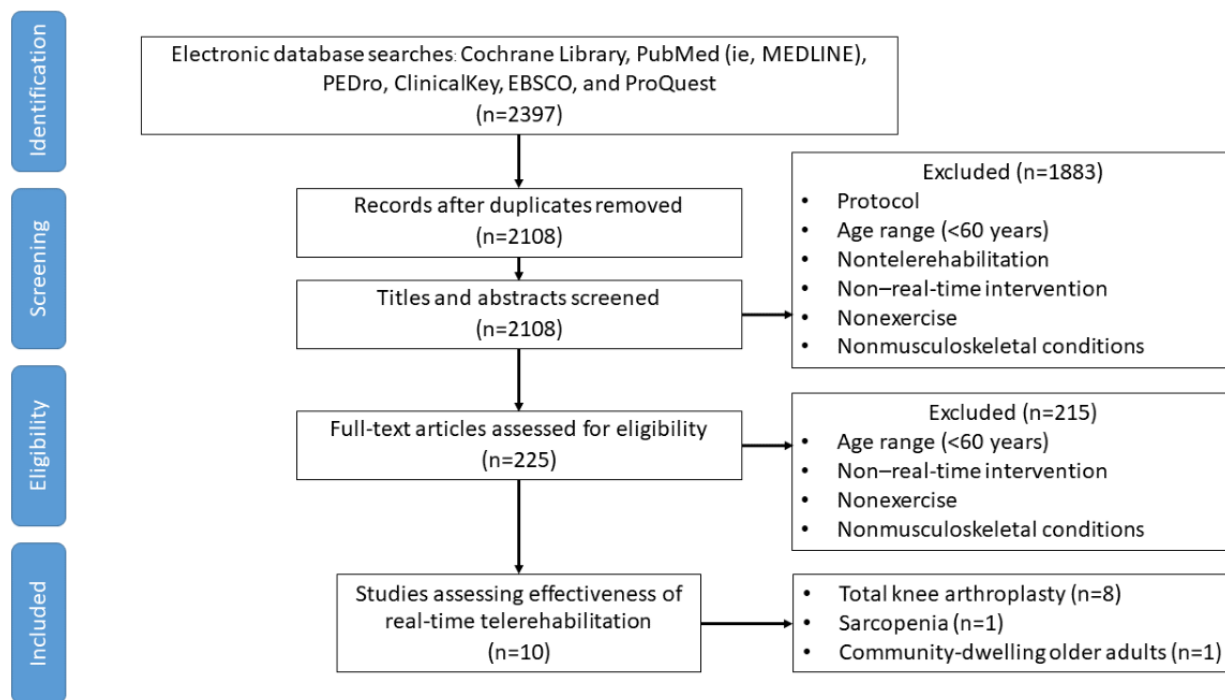 Identification
Electronic database searches: Cochrane Library, PubMed (ie, MEDLINE),
PEDro, ClinicalKey, EBSCO, and ProQuest
(n=2397)
Screening
Records after duplicates removed
(n=2108)
Titles and abstracts screened
(n=2108)
Excluded (n=1883)
• Protocol
• Age range (<60 years)
• Nontelerehabilitation
• Non–real-time intervention
• Nonexercise
• Nonmusculoskeletal conditions
Eligibility
Full-text articles assessed for eligibility
(n=225)
Excluded (n=215)
• Age range (<60 years)
• Non–real-time intervention
• Nonexercise
• Nonmusculoskeletal conditions
Included
Studies assessing effectiveness of
real-time telerehabilitation
(n=10)
• Total knee arthroplasty (n=8)
• Sarcopenia (n=1)
• Community-dwelling older adults (n=1)